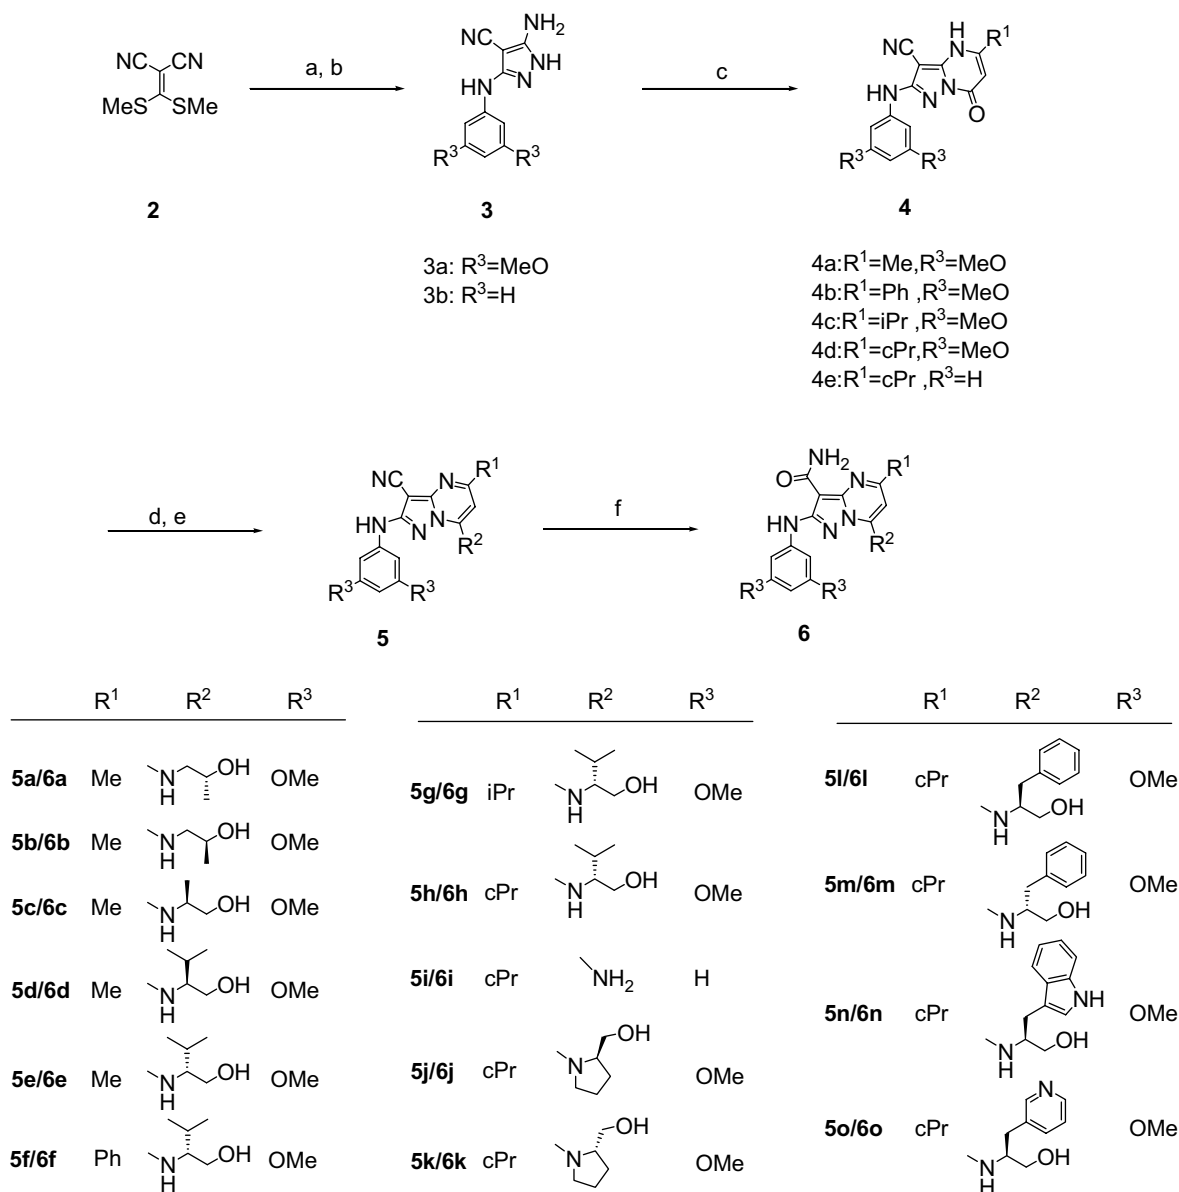 NC CN
MeS SMe
2
a, b
NC NH2
NH
HN N
R3 R3
3
3a: R3=MeO
3b: R3=H
c
NC H N R1
HN N N
O
R3 R3
4
4a:R1=Me,R3=MeO
4b:R1=Ph ,R3=MeO
4c:R1=iPr ,R3=MeO
4d:R1=cPr,R3=MeO
4e:R1=cPr ,R3=H
d, e
NC N R1
HN N N
R2
R3 R3
5
f
O NH2 N R1
HN N N
R2
R3 R3
6
R1 R2 R3
5a/6a Me N H OH OMe
5b/6b Me N H OH OMe
5c/6c Me N H OH OMe
5d/6d Me N H OH OMe
5e/6e Me N H OH OMe
5f/6f Ph N H OH OMe
R1 R2 R3
5g/6g iPr N H OH OMe
5h/6h cPr N H OH OMe
5i/6i cPr NH2 H
5j/6j cPr N OH OMe
5k/6k cPr N OH OMe
R1 R2 R3
5l/6l cPr N H OH OMe
5m/6m cPr N H OH OMe
5n/6n cPr NH N H OH OMe
5o/6o cPr N N H OH OMe